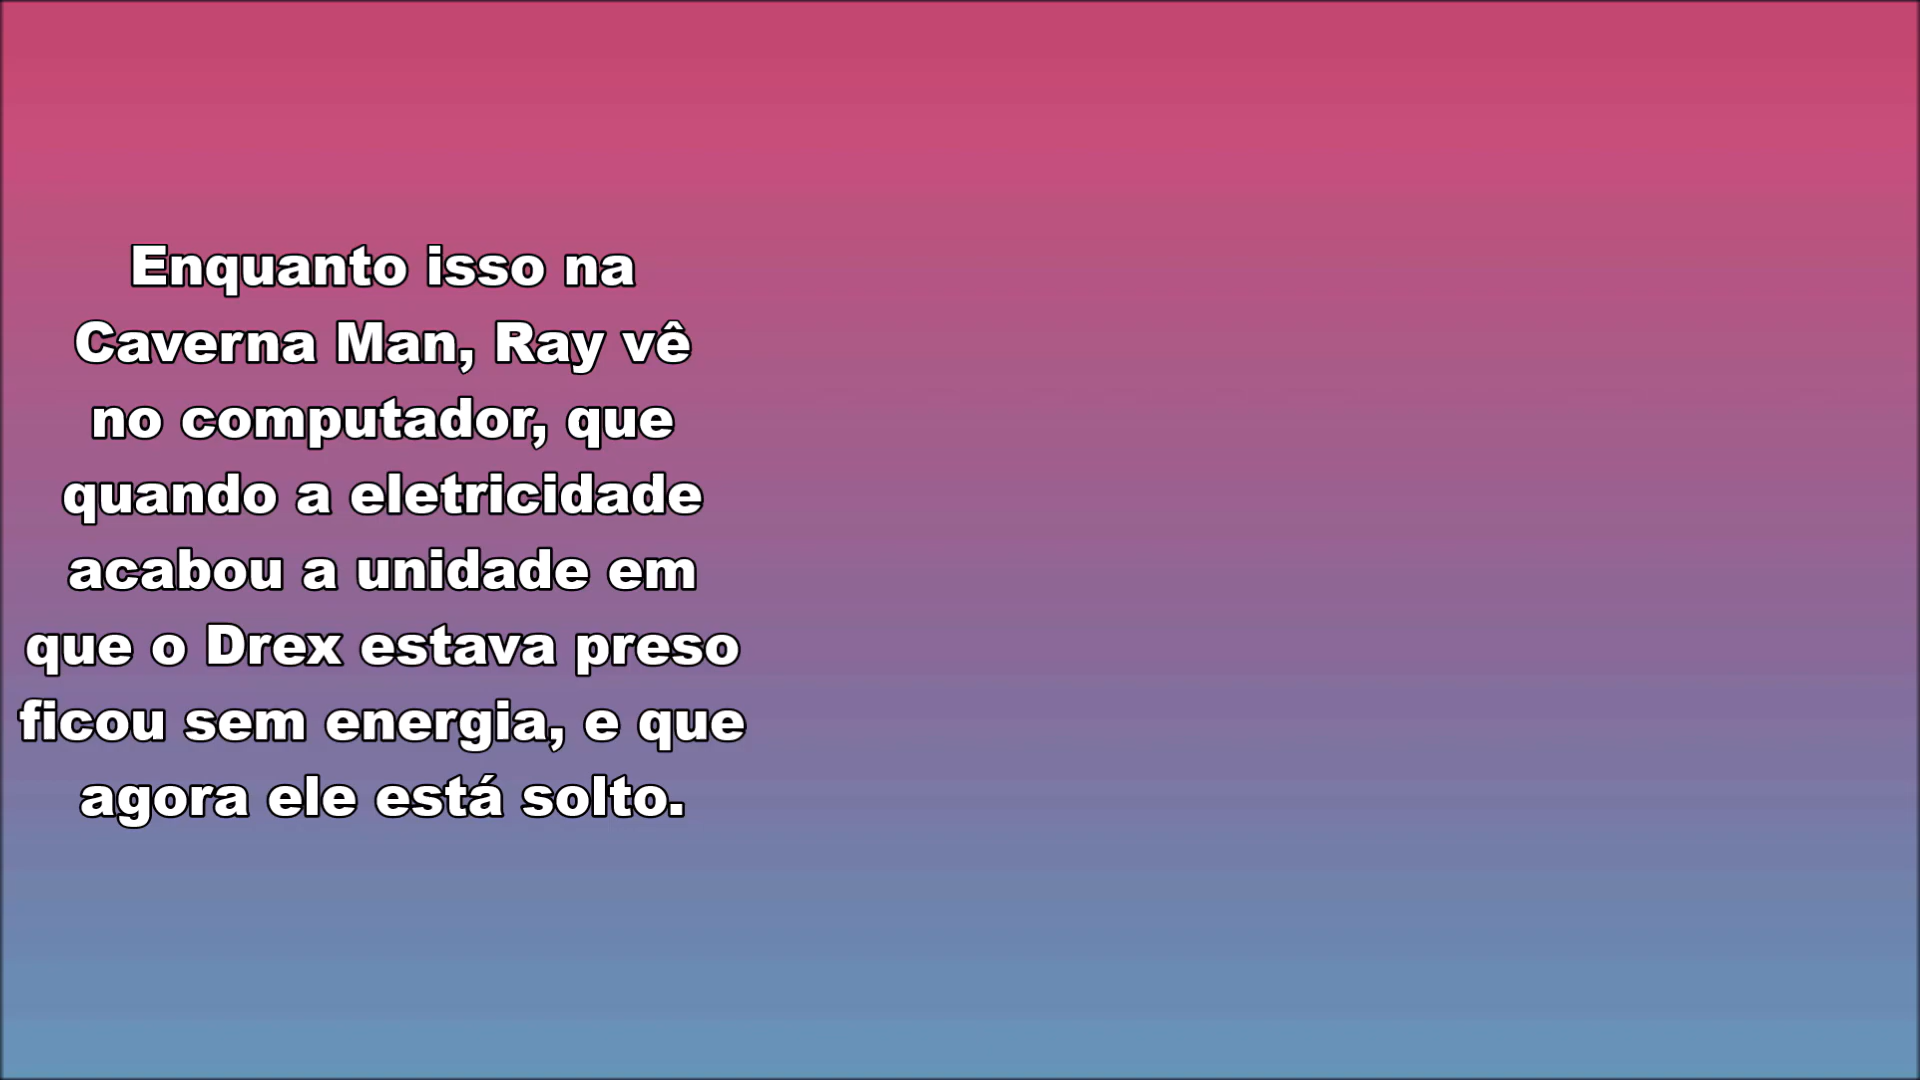 Enquanto isso na
Caverna Man, Ray vê
no computador, que
quando a eletricidade
acabou a unidade em
que o Drex estava preso
ficou sem energia, e que
agora ele está solto.